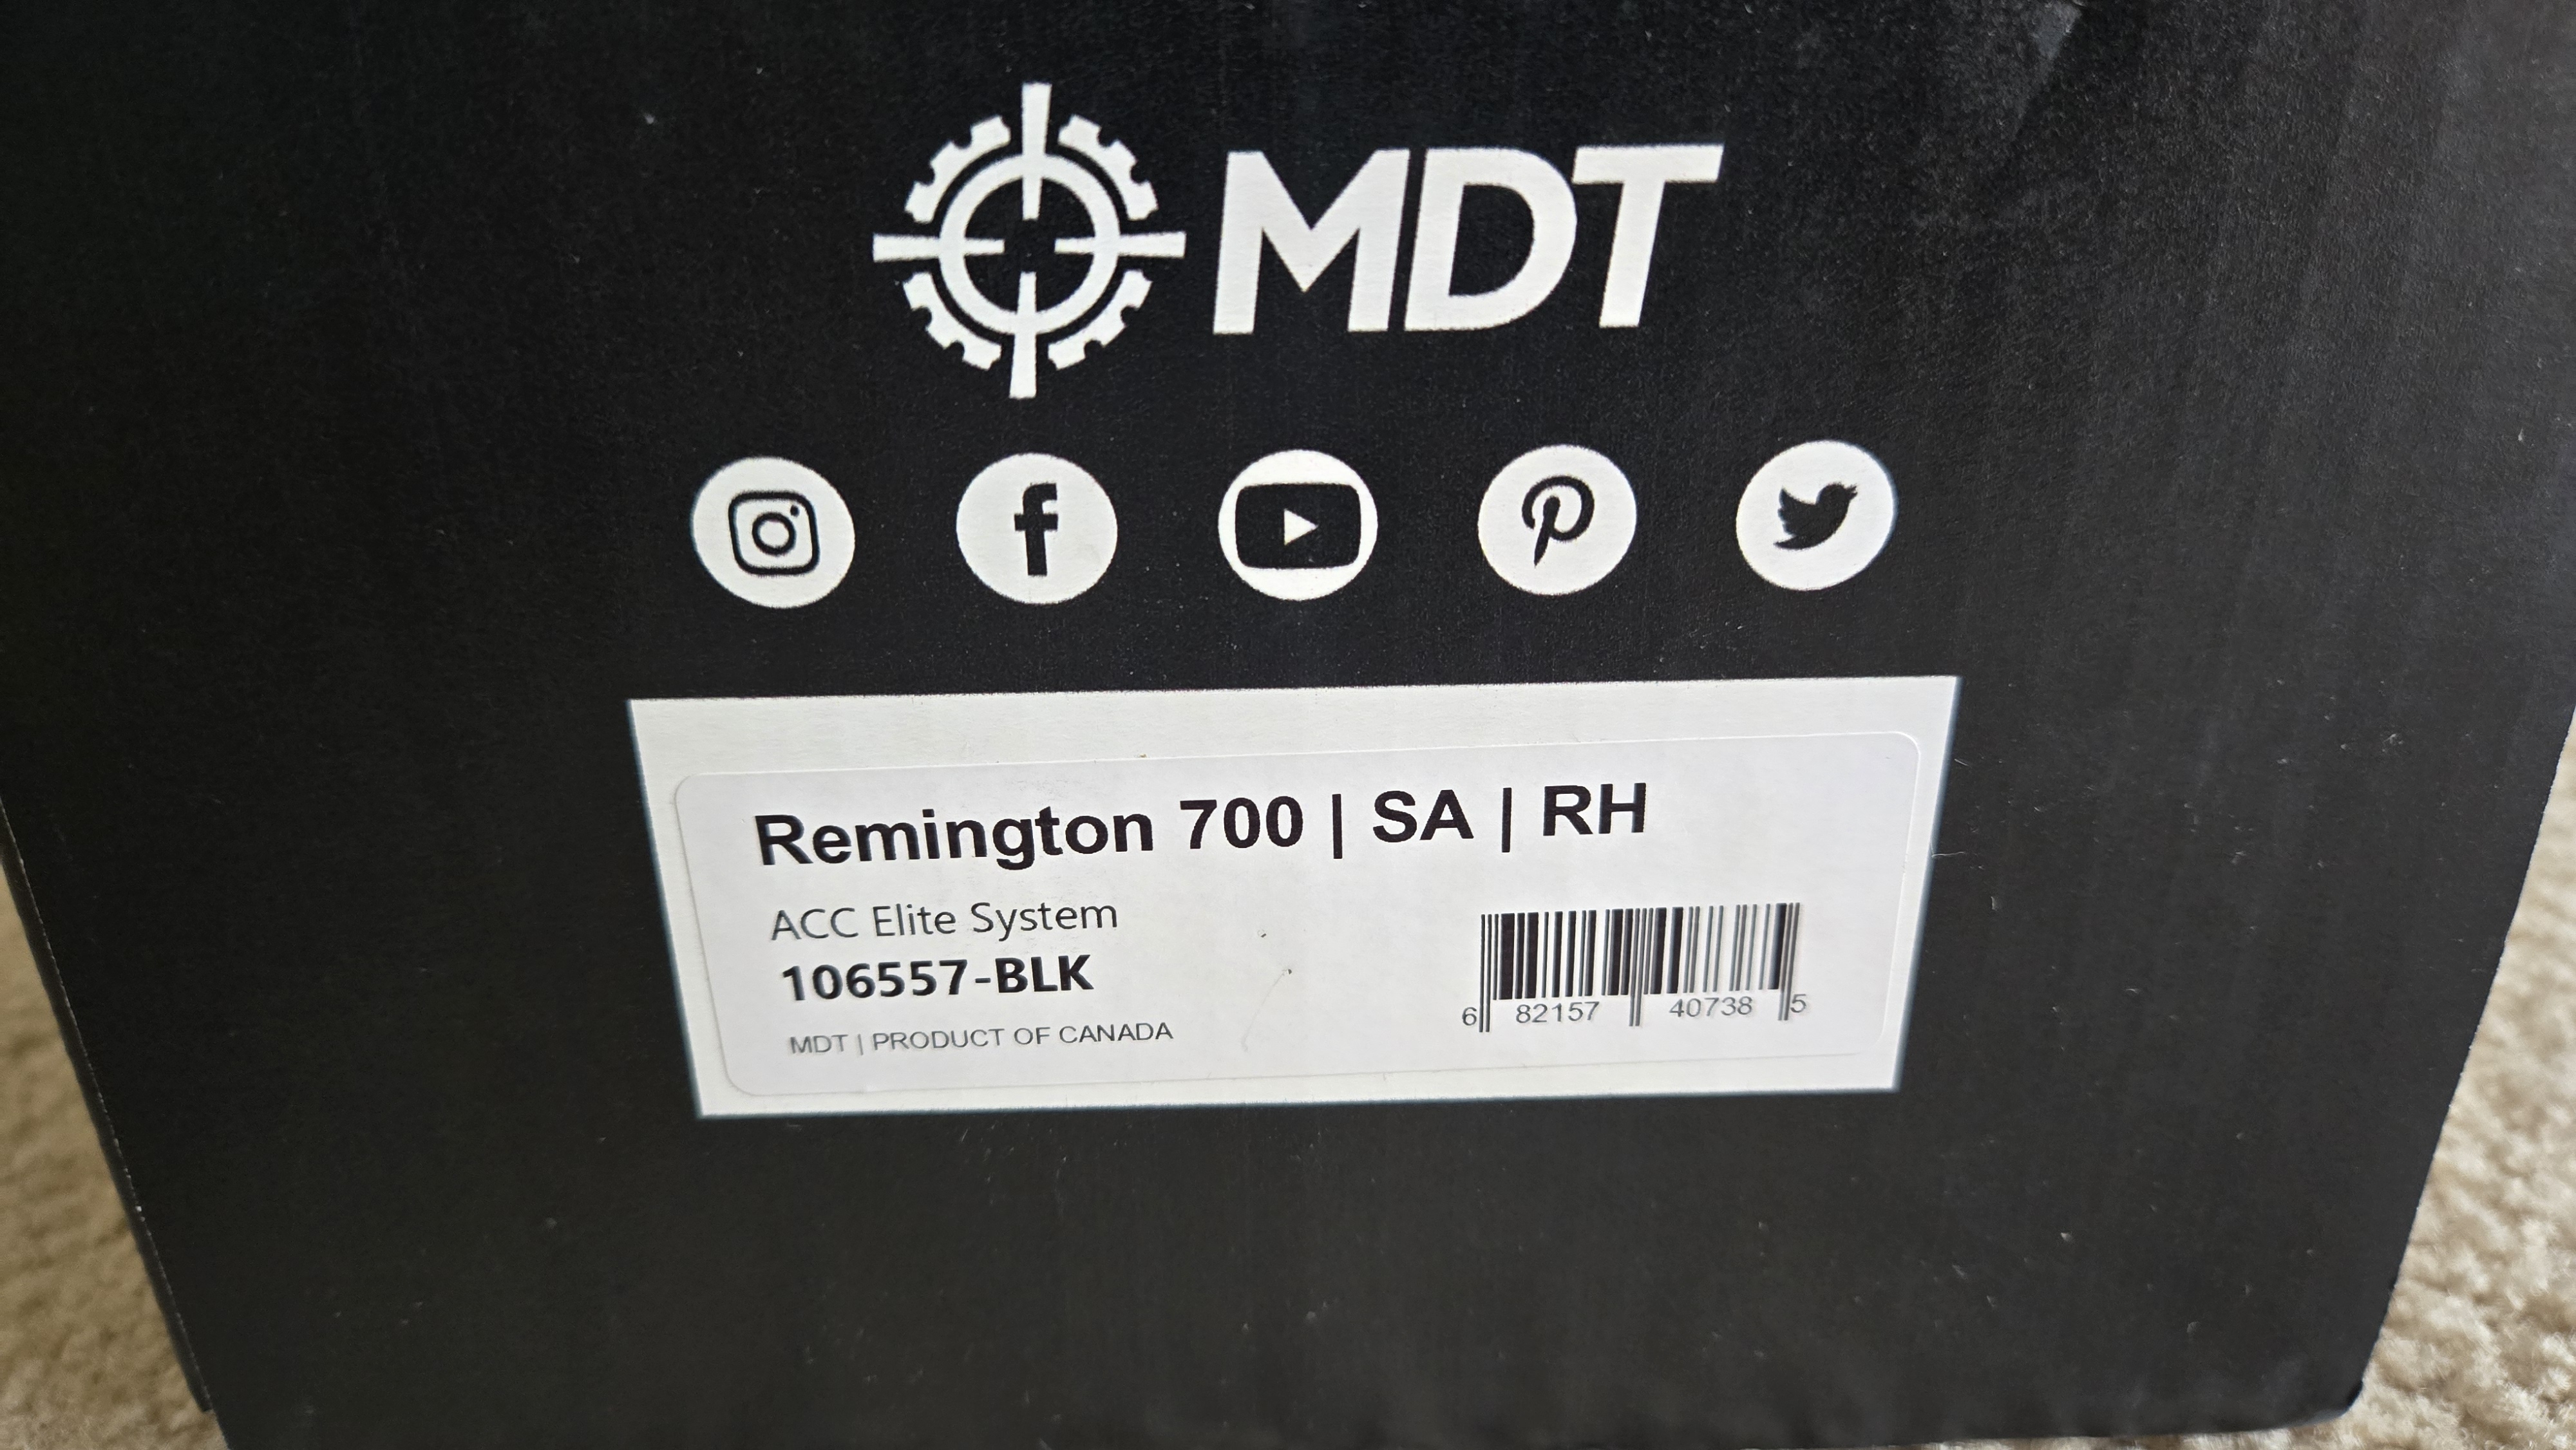 MDT
Remington 700 | SA | RH
ACC Elite System
106557-BLK
MDT | PRODUCT OF CANADA
6 82157 40738 5